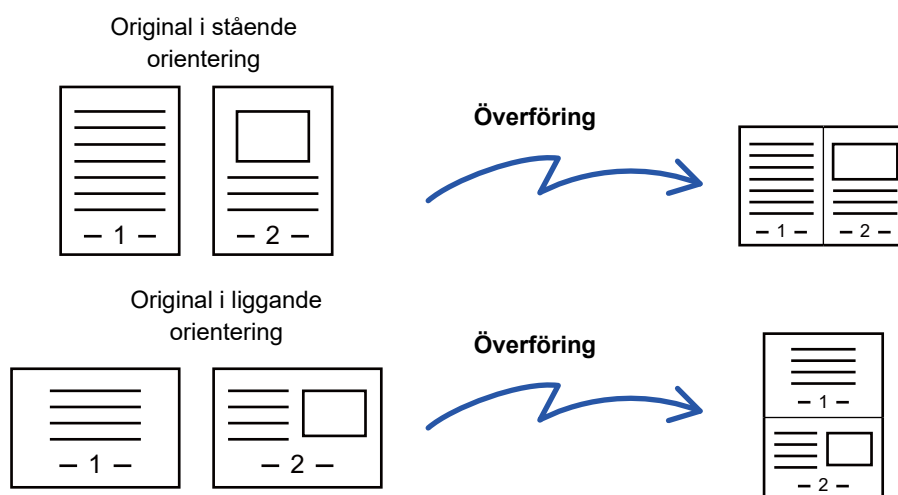 Original i stående
orientering
Överföring
– 1 –
– 2 –
– 1 –
– 2 –
Original i liggande
orientering
Överföring
– 1 –
– 2 –
– 1 –
– 2 –